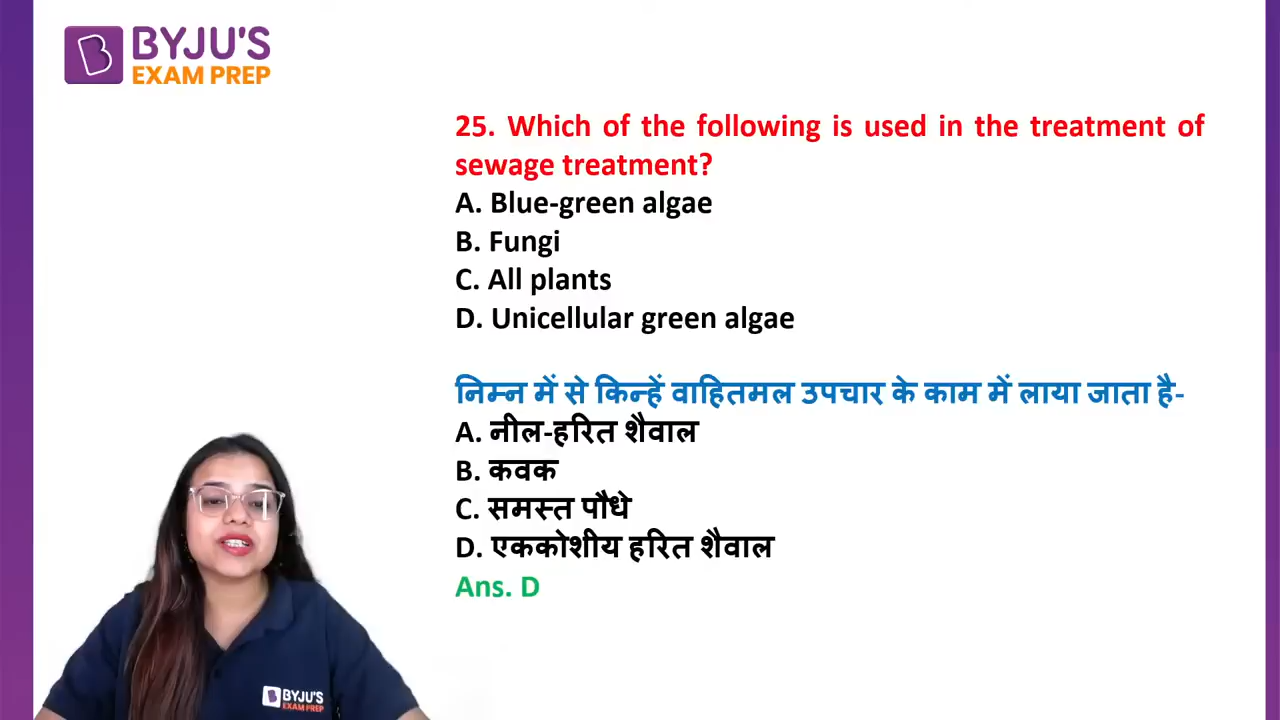 BYJU'S
EXAM PREP
25. Which of the following is used in the treatment of
sewage treatment?
A. Blue-green algae
B. Fungi
C. All plants
D. Unicellular green algae
निम्न में से किन्हें वाहितमल उपचार के काम में लाया जाता है-
A. नील-हरित शैवाल
B. कवक
C. समस्त पौधे
D. एककोशीय हरित शैवाल
Ans. D
BYJU'S
EXAM PREP